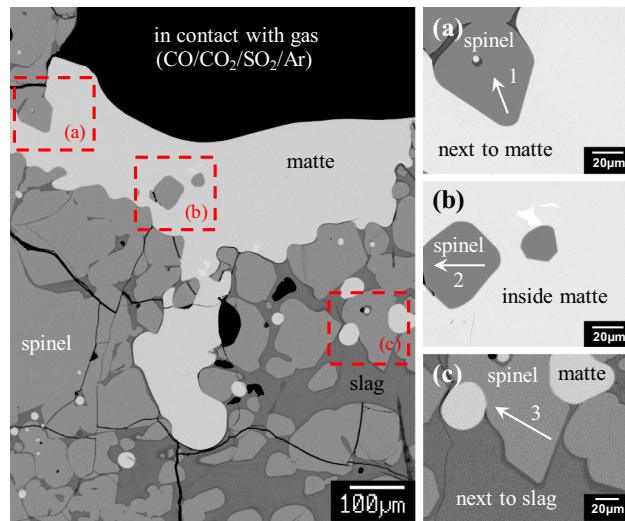 in contact with gas
(CO/CO₂/SO₂/Ar)
(a)
matte
(b)
spinel
(c)
slag
100μm
(a)
spinel
1
next to matte
20μm
(b)
spinel
2
inside matte
20μm
(c)
spinel
matte
3
next to slag
20μm